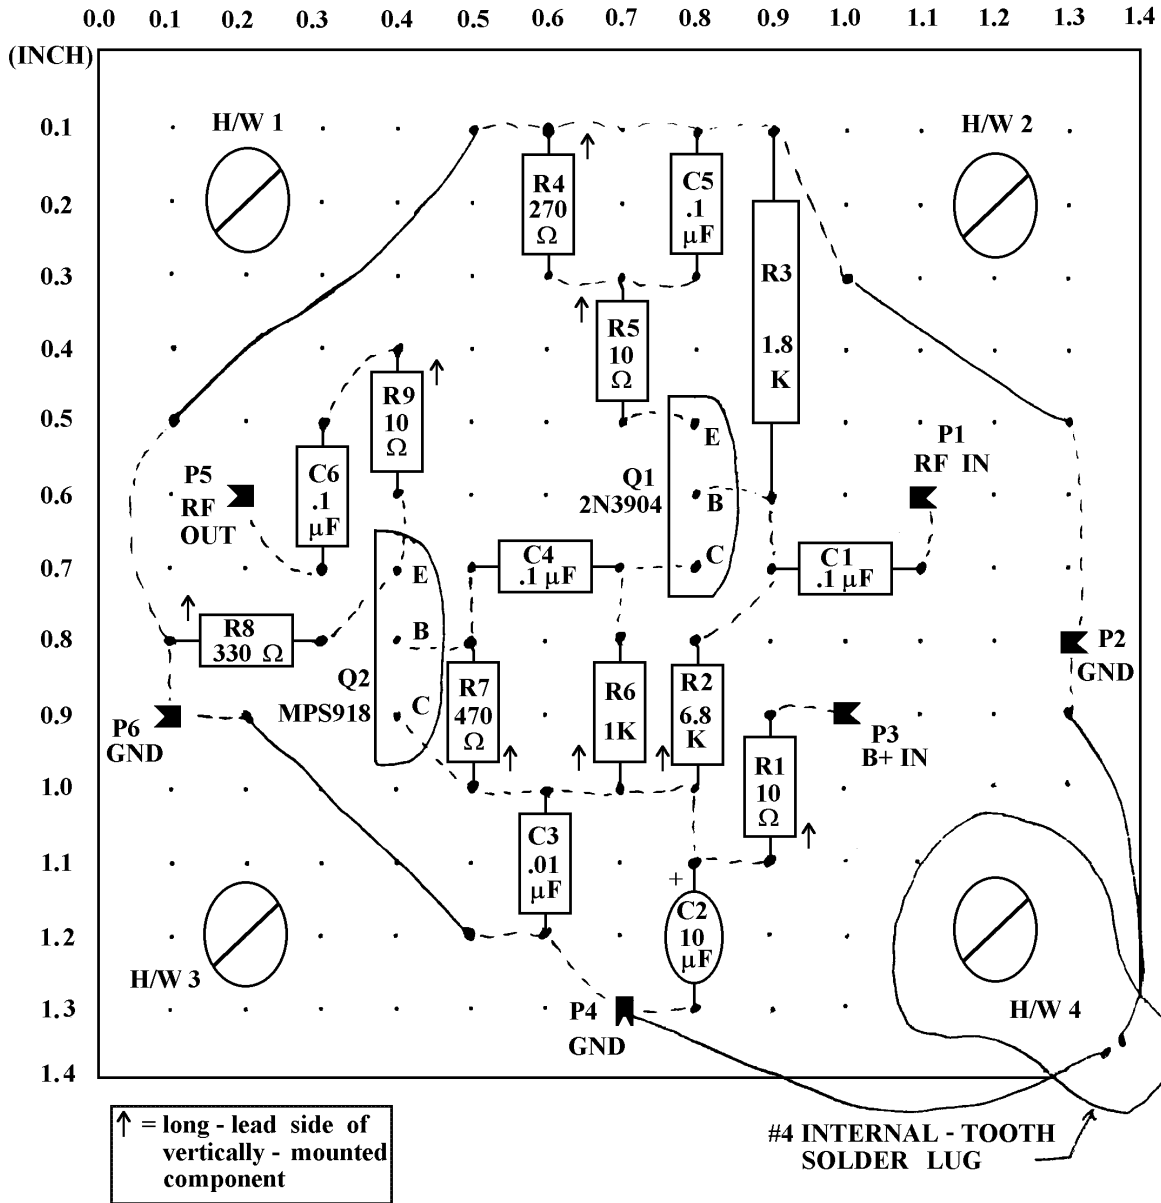 0.0 0.1 0.2 0.3 0.4 0.5 0.6 0.7 0.8 0.9 1.0 1.1 1.2 1.3 1.4
(INCH)
0.1
0.2
0.3
0.4
0.5
0.6
0.7
0.8
0.9
1.0
1.1
1.2
1.3
1.4
H/W 1
H/W 2
R4
270
Ω
C5
.1
µF
R3
1.8
K
R5
10
Ω
R9
10
Ω
C6
.1
µF
P5
RF
OUT
Q1
2N3904
E
B
C
P1
RF IN
C4
.1 µF
C1
.1 µF
E
B
C
R8
330 Ω
Q2
MPS918
R7
470
Ω
R6
1K
R2
6.8
K
P2
GND
P6
GND
P3
B+ IN
R1
10
Ω
C3
.01
µF
+
C2
10
µF
H/W 3
H/W 4
P4
GND
↑ = long - lead side of
vertically - mounted
component
#4 INTERNAL - TOOTH
SOLDER LUG